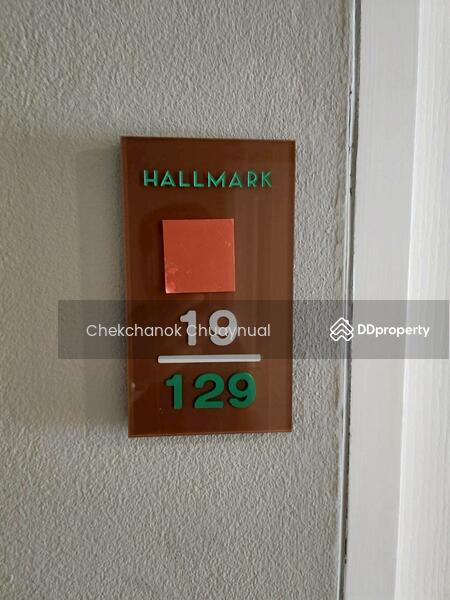 HALLMARK
19
Chekchanok Chuaynual DDproperty
129